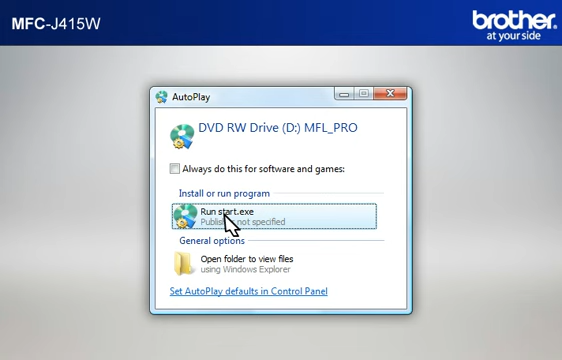 MFC-J415W
brother
at your side
AutoPlay
DVD RW Drive (D:) MFL_PRO
Always do this for software and games:
Install or run program
Run start.exe
Publisher not specified
General options
Open folder to view files
using Windows Explorer
Set AutoPlay defaults in Control Panel